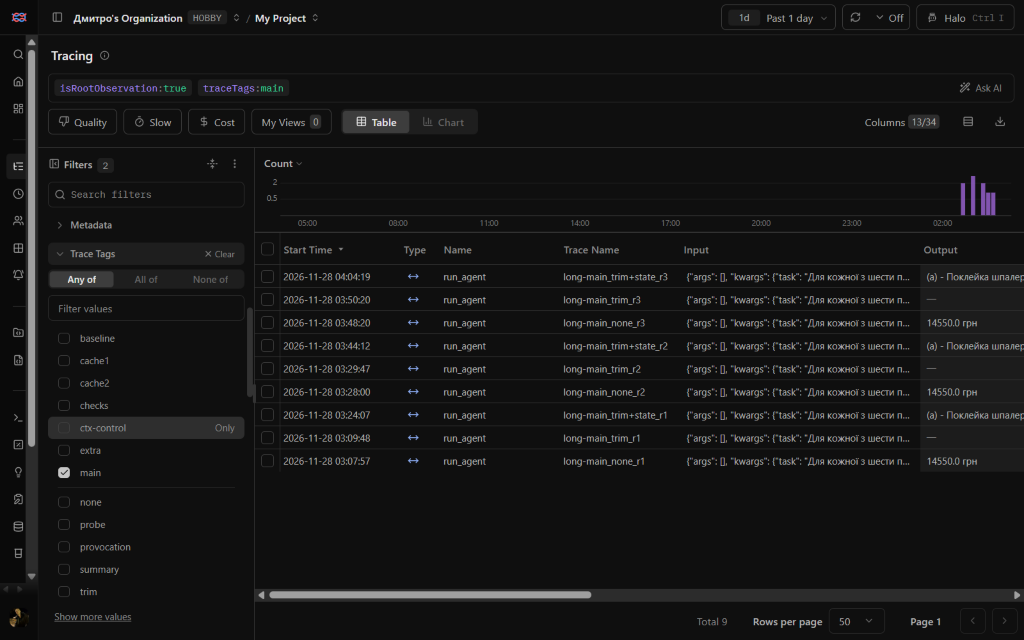 Дмитро's Organization HOBBY / My Project 1d Past 1 day Off Halo Ctrl I
Tracing
isRootObservation:true traceTags:main Ask AI
Quality Slow Cost My Views 0 Table Chart Columns 13/34
Filters 2
Search filters
Metadata
Trace Tags Clear
Any of All of None of
Filter values
baseline
cache1
cache2
checks
ctx-control Only
extra
main
none
probe
provocation
summary
trim
Show more values
Count
2
0.5
05:00 08:00 11:00 14:00 17:00 20:00 23:00 02:00
Start Time Type Name Trace Name Input Output
2026-11-28 04:04:19 run_agent long-main_trim+state_r3 {"args": [], "kwargs": {"task": "Для кожної з шести п... (a) - Поклейка шпалер
2026-11-28 03:50:20 run_agent long-main_trim_r3 {"args": [], "kwargs": {"task": "Для кожної з шести п... —
2026-11-28 03:48:20 run_agent long-main_none_r3 {"args": [], "kwargs": {"task": "Для кожної з шести п... 14550.0 грн
2026-11-28 03:44:12 run_agent long-main_trim+state_r2 {"args": [], "kwargs": {"task": "Для кожної з шести п... (a) - Поклейка шпалер
2026-11-28 03:29:47 run_agent long-main_trim_r2 {"args": [], "kwargs": {"task": "Для кожної з шести п... —
2026-11-28 03:28:00 run_agent long-main_none_r2 {"args": [], "kwargs": {"task": "Для кожної з шести п... 14550.0 грн
2026-11-28 03:24:07 run_agent long-main_trim+state_r1 {"args": [], "kwargs": {"task": "Для кожної з шести п... (a) - Поклейка шпалер
2026-11-28 03:09:48 run_agent long-main_trim_r1 {"args": [], "kwargs": {"task": "Для кожної з шести п... —
2026-11-28 03:07:57 run_agent long-main_none_r1 {"args": [], "kwargs": {"task": "Для кожної з шести п... 14550.0 грн
Total 9 Rows per page 50 Page 1